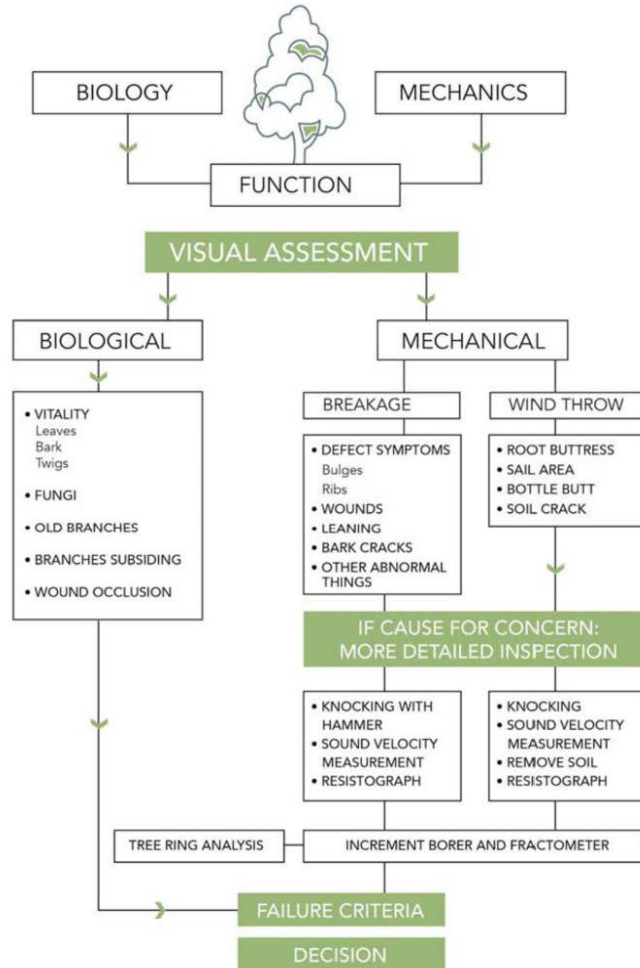 BIOLOGY
MECHANICS
FUNCTION
VISUAL ASSESSMENT
BIOLOGICAL
MECHANICAL
• VITALITY
Leaves
Bark
Twigs
• FUNGI
• OLD BRANCHES
• BRANCHES SUBSIDING
• WOUND OCCLUSION
BREAKAGE
• DEFECT SYMPTOMS
Bulges
Ribs
• WOUNDS
• LEANING
• BARK CRACKS
• OTHER ABNORMAL
THINGS
WIND THROW
• ROOT BUTTRESS
• SAIL AREA
• BOTTLE BUTT
• SOIL CRACK
IF CAUSE FOR CONCERN:
MORE DETAILED INSPECTION
• KNOCKING WITH
HAMMER
• SOUND VELOCITY
MEASUREMENT
• RESISTOGRAPH
• KNOCKING
• SOUND VELOCITY
MEASUREMENT
• REMOVE SOIL
• RESISTOGRAPH
TREE RING ANALYSIS
INCREMENT BORER AND FRACTOMETER
FAILURE CRITERIA
DECISION